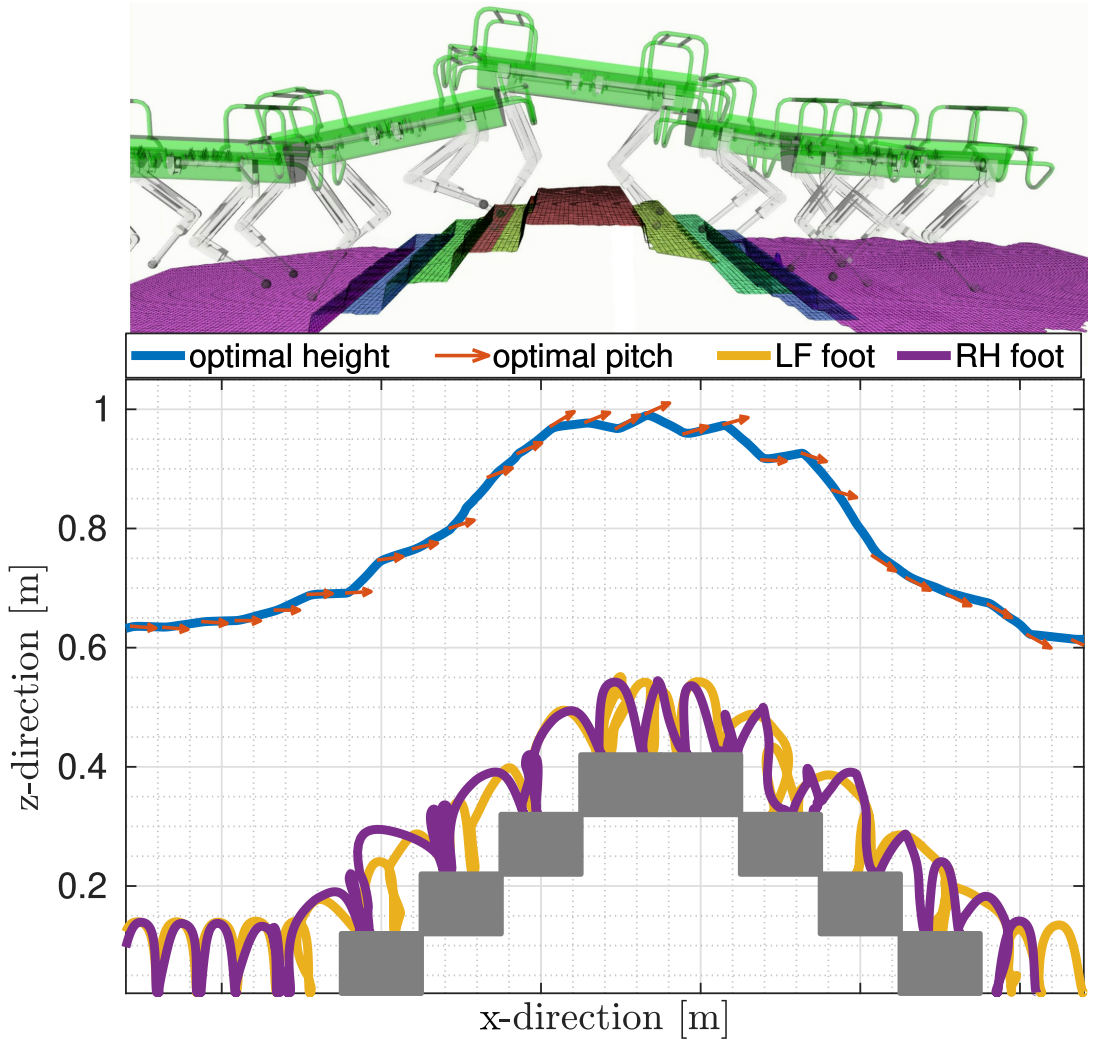 optimal height optimal pitch LF foot RH foot
1
0.8
0.6
0.4
0.2
z-direction [m]
x-direction [m]